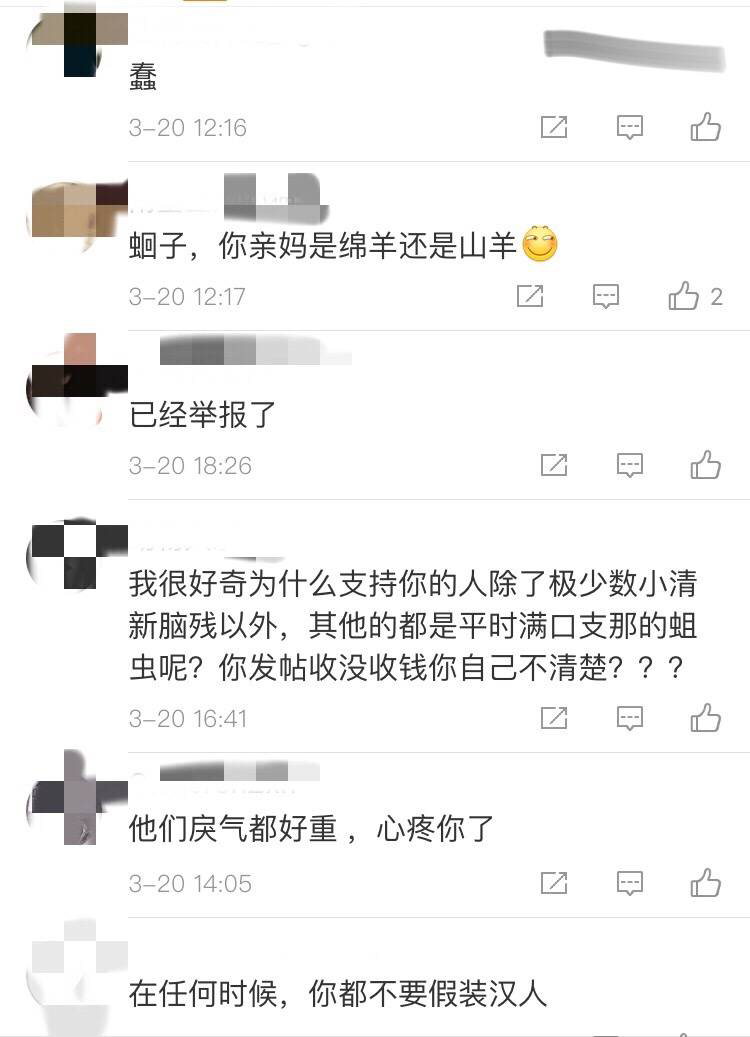 蠢
3-20 12:16
蛔子，你亲妈是绵羊还是山羊
3-20 12:17
2
已经举报了
3-20 18:26
我很好奇为什么支持你的人除了极少数小清
新脑残以外，其他的都是平时满口支那的蛆
虫呢？你发帖收没收钱你自己不清楚？？？
3-20 16:41
他们戾气都好重 ，心疼你了
3-20 14:05
在任何时候，你都不要假装汉人